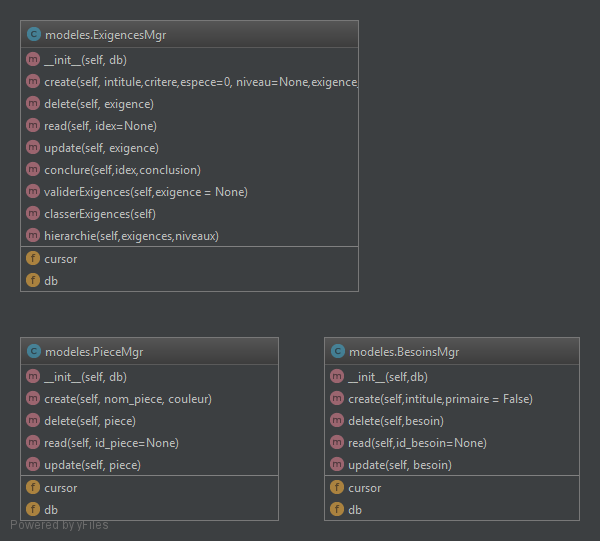 modeles.ExigencesMgr
__init__(self, db)
create(self, intitule,critere,espece=0, niveau=None,exigence,
delete(self, exigence)
read(self, idex=None)
update(self, exigence)
conclure(self,idex,conclusion)
validerExigences(self,exigence = None)
classerExigences(self)
hierarchie(self,exigences,niveaux)
cursor
db
modeles.PieceMgr
__init__(self, db)
create(self, nom_piece, couleur)
delete(self, piece)
read(self, id_piece=None)
update(self, piece)
cursor
db
modeles.BesoinsMgr
__init__(self,db)
create(self,intitule,primaire = False)
delete(self,besoin)
read(self,id_besoin=None)
update(self, besoin)
cursor
db
Powered by yFiles